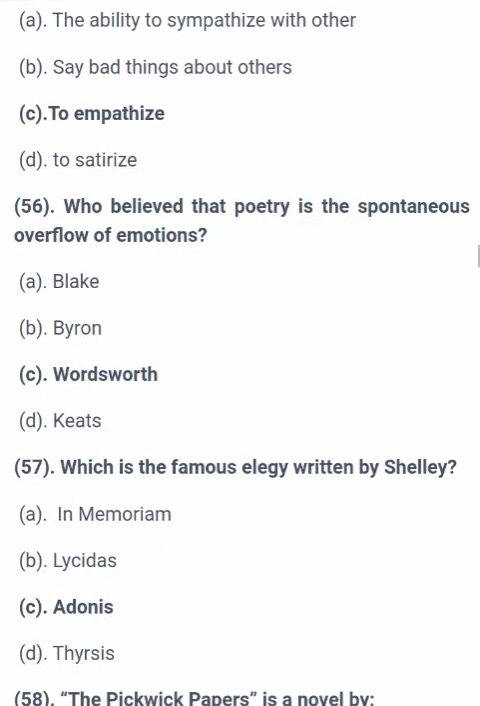 (a). The ability to sympathize with other
(b). Say bad things about others
(c).To empathize
(d). to satirize
(56). Who believed that poetry is the spontaneous
overflow of emotions?
(a). Blake
(b). Byron
(c). Wordsworth
(d). Keats
(57). Which is the famous elegy written by Shelley?
(a).  In Memoriam
(b). Lycidas
(c). Adonis
(d). Thyrsis
(58). “The Pickwick Papers” is a novel by: